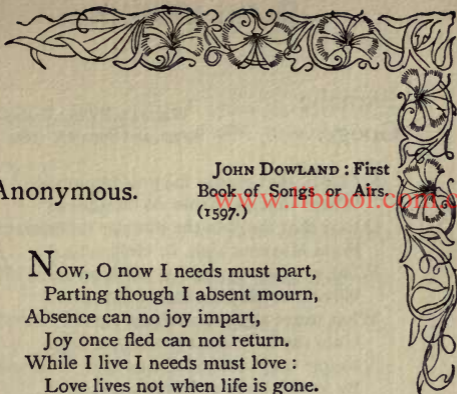 Anonymous.
JOHN DOWLAND : First
Book of Songs or Airs.
(1597.)
www.libtool.com.c
Now, O now I needs must part,
Parting though I absent mourn,
Absence can no joy impart,
Joy once fled can not return.
While I live I needs must love :
Love lives not when life is gone.